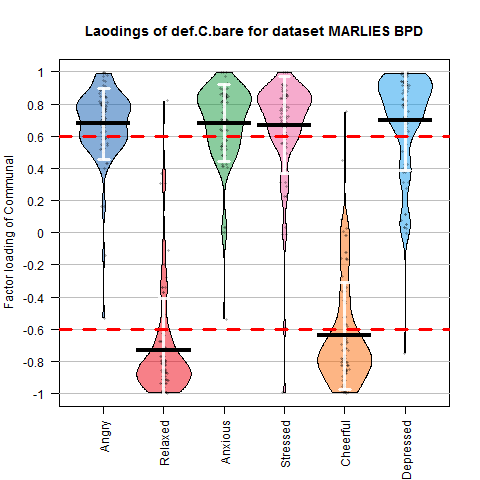 Laodings of def.C.bare for dataset MARLIES BPD
Factor loading of Communal
1
0.8
0.6
0.4
0.2
0
-0.2
-0.4
-0.6
-0.8
-1
Angry
Relaxed
Anxious
Stressed
Cheerful
Depressed